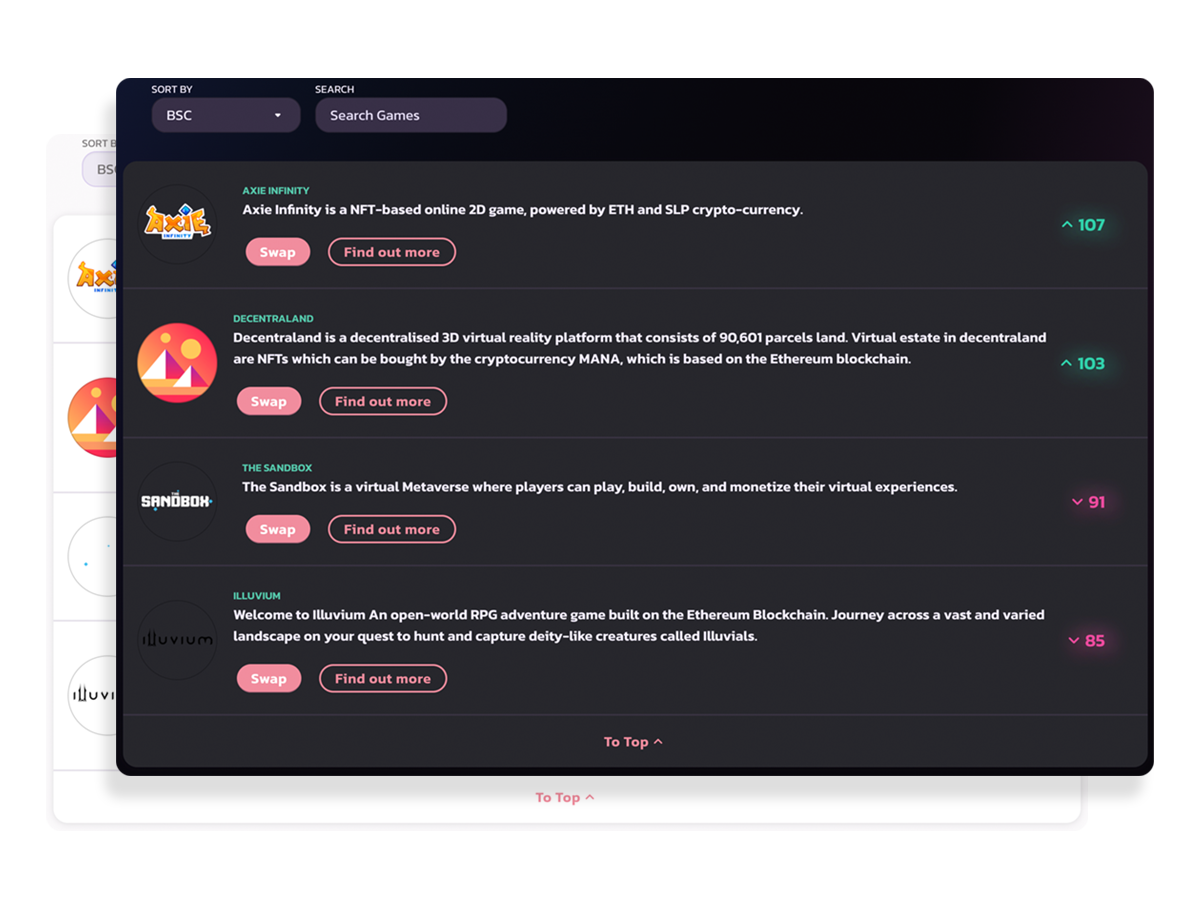 SORT BY
SEARCH
BSC
Search Games
SORT B
BSC
AXIE INFINITY
AXIE INFINITY
Axie Infinity is a NFT-based online 2D game, powered by ETH and SLP crypto-currency.
107
Swap
Find out more
DECENTRALAND
Decentraland is a decentralised 3D virtual reality platform that consists of 90,601 parcels land. Virtual estate in decentraland
are NFTs which can be bought by the cryptocurrency MANA, which is based on the Ethereum blockchain.
103
Swap
Find out more
THE SANDBOX
THE SANDBOX
The Sandbox is a virtual Metaverse where players can play, build, own, and monetize their virtual experiences.
91
Swap
Find out more
illuvium
ILLUVIUM
Welcome to Illuvium An open-world RPG adventure game built on the Ethereum Blockchain. Journey across a vast and varied
landscape on your quest to hunt and capture deity-like creatures called Illuvials.
85
Swap
Find out more
To Top
To Top